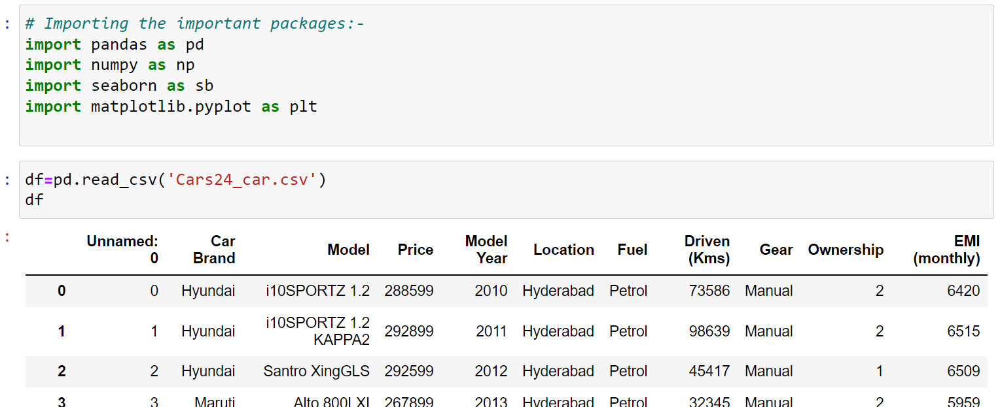 : # Importing the important packages:-
import pandas as pd
import numpy as np
import seaborn as sb
import matplotlib.pyplot as plt
: df=pd.read_csv('Cars24_car.csv')
df
:
Unnamed: 0 Car Brand Model Price Model Year Location Fuel Driven (Kms) Gear Ownership EMI (monthly)
0 0 Hyundai i10SPORTZ 1.2 288599 2010 Hyderabad Petrol 73586 Manual 2 6420
1 1 Hyundai i10SPORTZ 1.2 KAPPA2 292899 2011 Hyderabad Petrol 98639 Manual 2 6515
2 2 Hyundai Santro XingGLS 292599 2012 Hyderabad Petrol 45417 Manual 1 6509
3 3 Maruti Alto 800LXI 267899 2013 Hyderabad Petrol 32345 Manual 2 5959